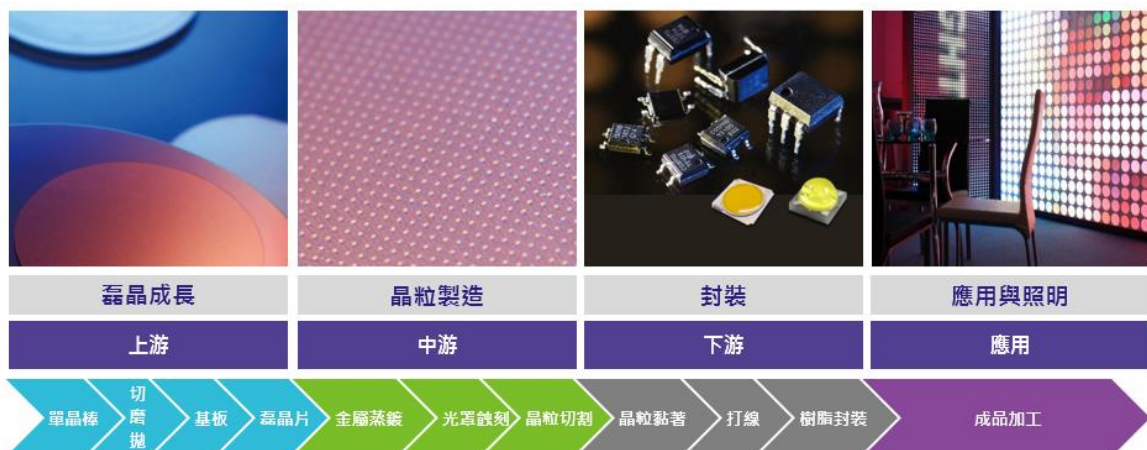 磊晶成長
晶粒製造
封裝
應用與照明
上游
中游
下游
應用
單晶棒
切
磨
拋
基板
磊晶片
金屬蒸鍍
光罩蝕刻
晶粒切割
晶粒黏著
打線
樹脂封裝
成品加工